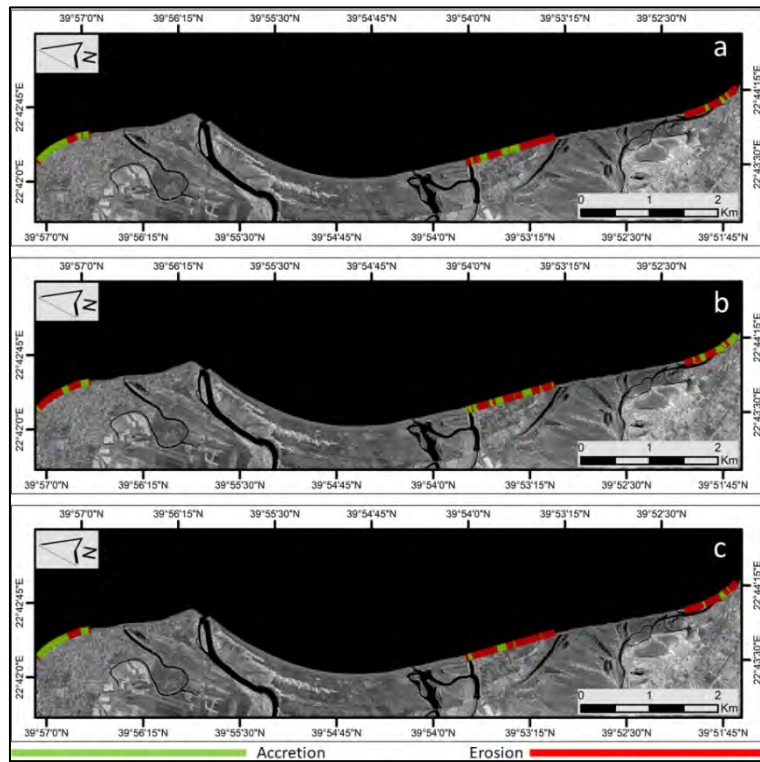 39°57'0"N 39°56'15"N 39°55'30"N 39°54'45"N 39°54'0"N 39°53'15"N 39°52'30"N
a
N
22°42'45"E
22°42'0"E
22°44'15"E
22°43'30"E
0 1 2
Km
39°57'0"N 39°56'15"N 39°55'30"N 39°54'45"N 39°54'0"N 39°53'15"N 39°52'30"N 39°51'45"N
39°57'0"N 39°56'15"N 39°55'30"N 39°54'45"N 39°54'0"N 39°53'15"N 39°52'30"N
b
N
22°42'45"E
22°42'0"E
22°44'15"E
22°43'30"E
0 1 2
Km
39°57'0"N 39°56'15"N 39°55'30"N 39°54'45"N 39°54'0"N 39°53'15"N 39°52'30"N 39°51'45"N
39°57'0"N 39°56'15"N 39°55'30"N 39°54'45"N 39°54'0"N 39°53'15"N 39°52'30"N
c
N
22°42'45"E
22°42'0"E
22°44'15"E
22°43'30"E
0 1 2
Km
39°57'0"N 39°56'15"N 39°55'30"N 39°54'45"N 39°54'0"N 39°53'15"N 39°52'30"N 39°51'45"N
Accretion Erosion